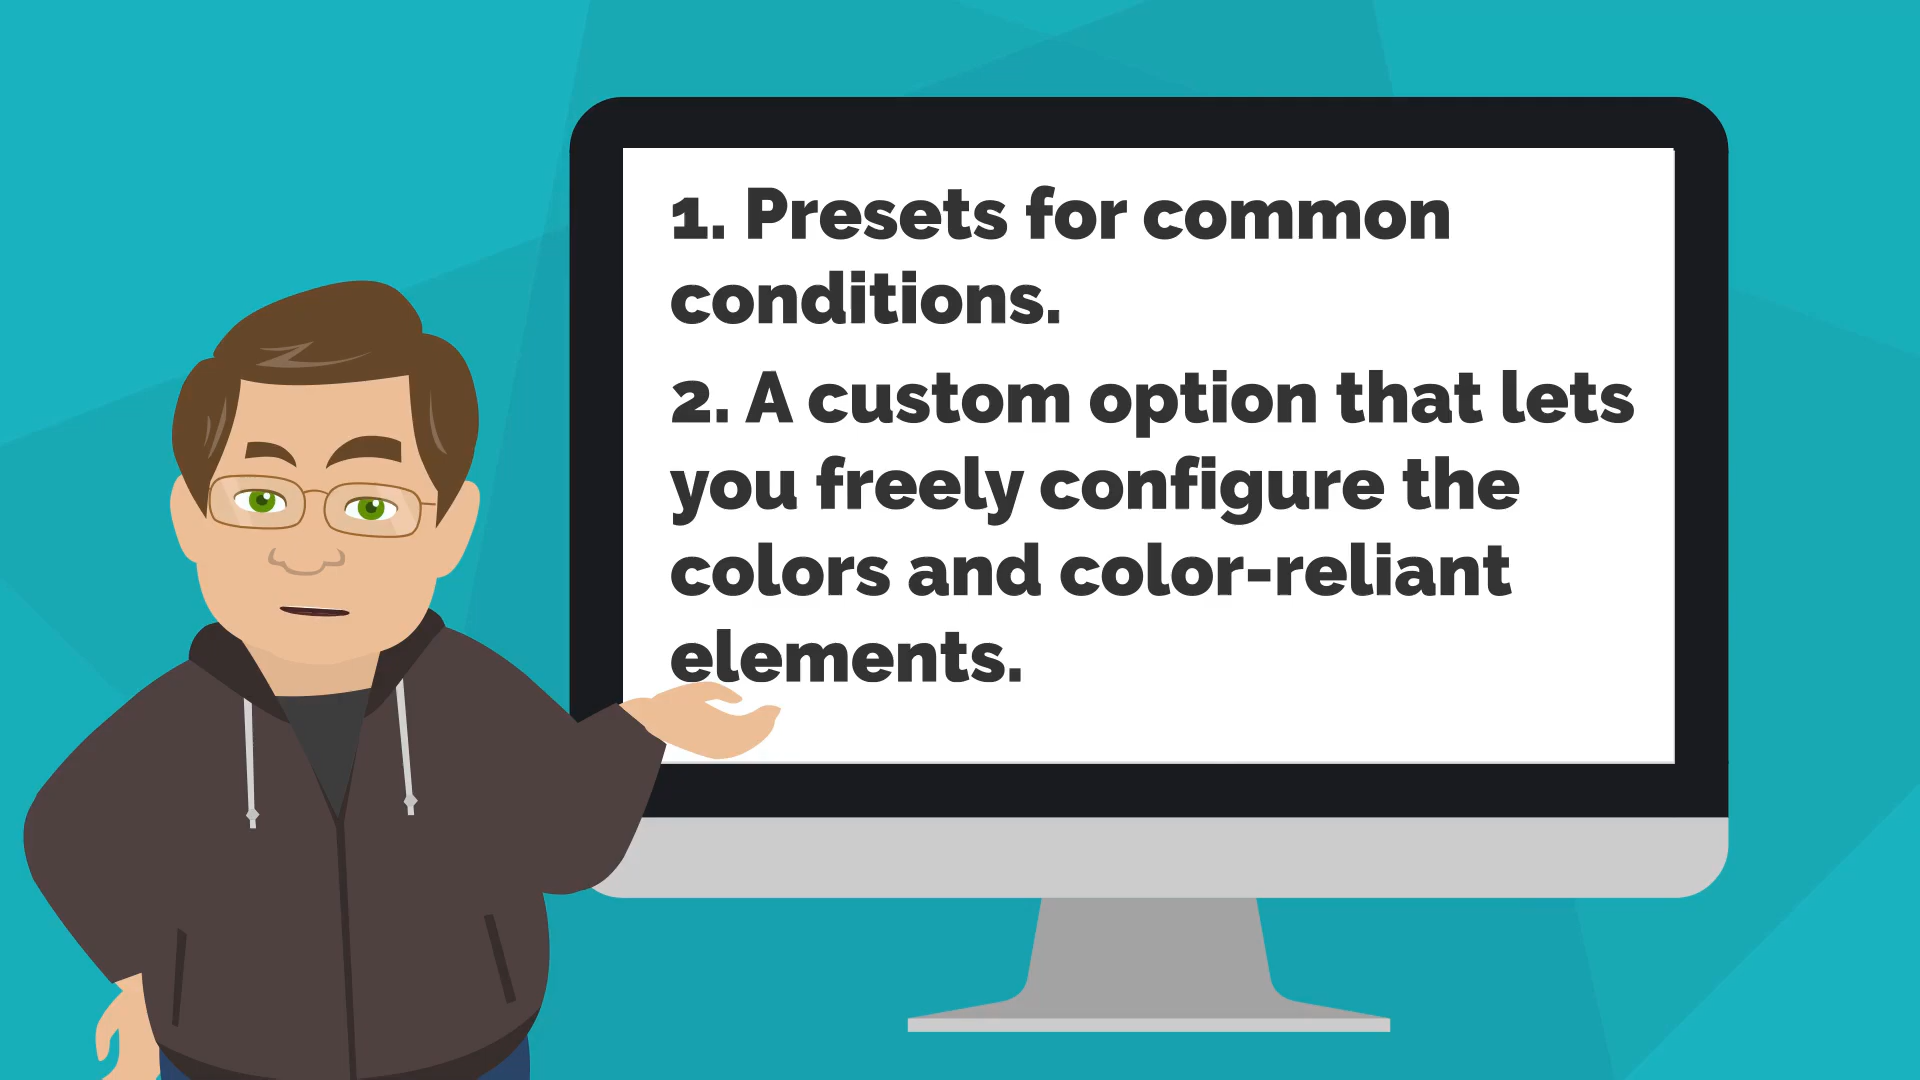 1. Presets for common
conditions.
2. A custom option that lets
you freely configure the
colors and color-reliant
elements.